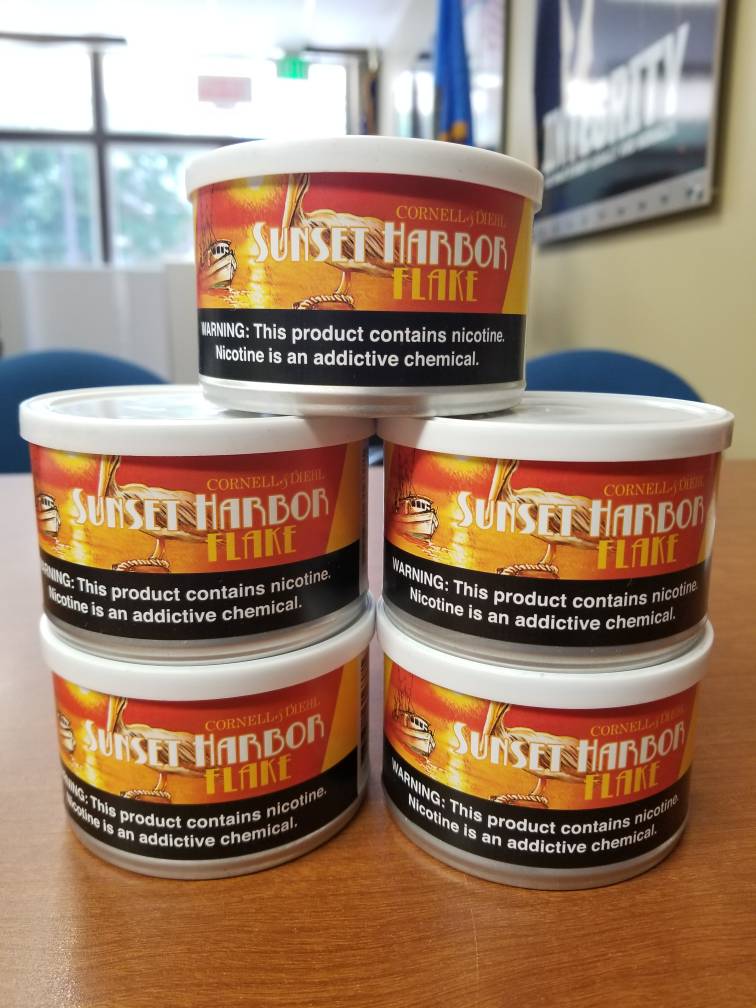 INTEGRITY
CORNELL & DIEHL
SUNSET HARBOR
FLAKE
WARNING: This product contains nicotine.
Nicotine is an addictive chemical.
CORNELL & DIEHL
SUNSET HARBOR
FLAKE
WARNING: This product contains nicotine.
Nicotine is an addictive chemical.
CORNELL & DIEHL
SUNSET HARBOR
FLAKE
WARNING: This product contains nicotine.
Nicotine is an addictive chemical.
CORNELL & DIEHL
SUNSET HARBOR
FLAKE
WARNING: This product contains nicotine.
Nicotine is an addictive chemical.
CORNELL & DIEHL
SUNSET HARBOR
FLAKE
WARNING: This product contains nicotine.
Nicotine is an addictive chemical.